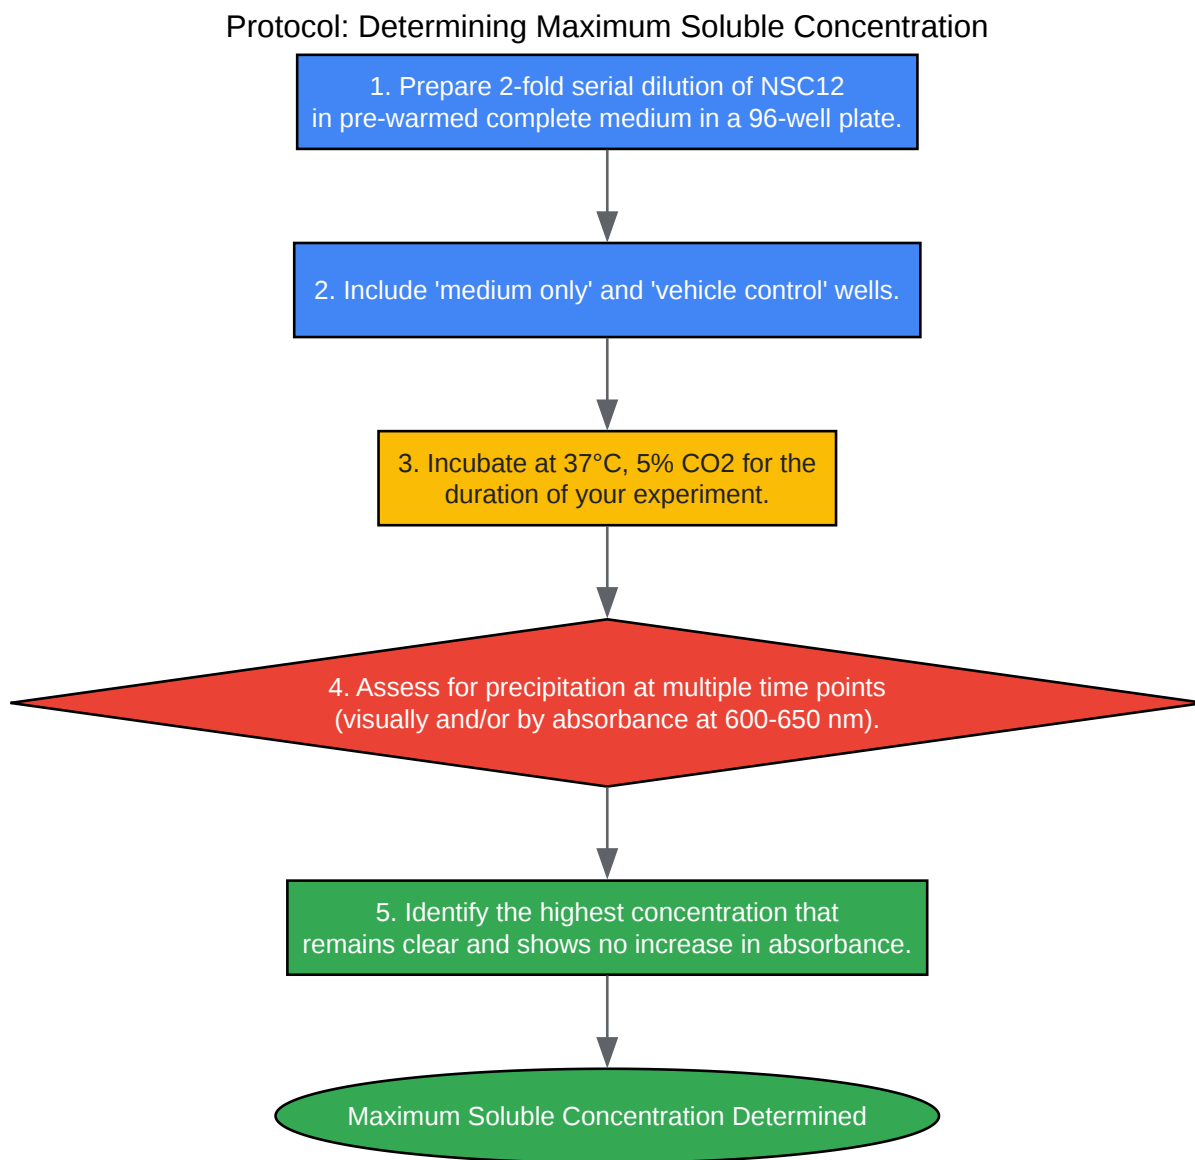 Protocol: Determining Maximum Soluble Concentration
1. Prepare 2-fold serial dilution of NSC12
in pre-warmed complete medium in a 96-well plate.
2. Include 'medium only' and 'vehicle control' wells.
3. Incubate at 37°C, 5% CO2 for the
duration of your experiment.
4. Assess for precipitation at multiple time points
(visually and/or by absorbance at 600-650 nm).
5. Identify the highest concentration that
remains clear and shows no increase in absorbance.
Maximum Soluble Concentration Determined